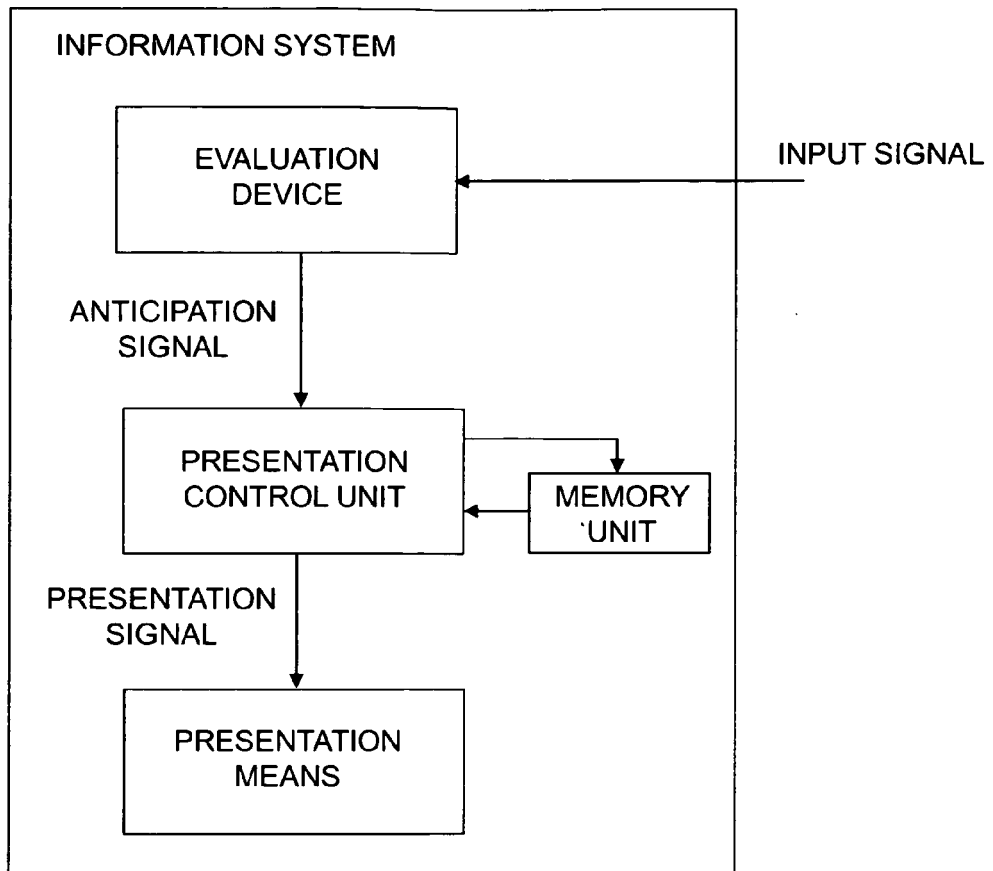 INFORMATION SYSTEM
EVALUATION
DEVICE
INPUT SIGNAL
ANTICIPATION
SIGNAL
PRESENTATION
CONTROL UNIT
MEMORY
UNIT
PRESENTATION
SIGNAL
PRESENTATION
MEANS